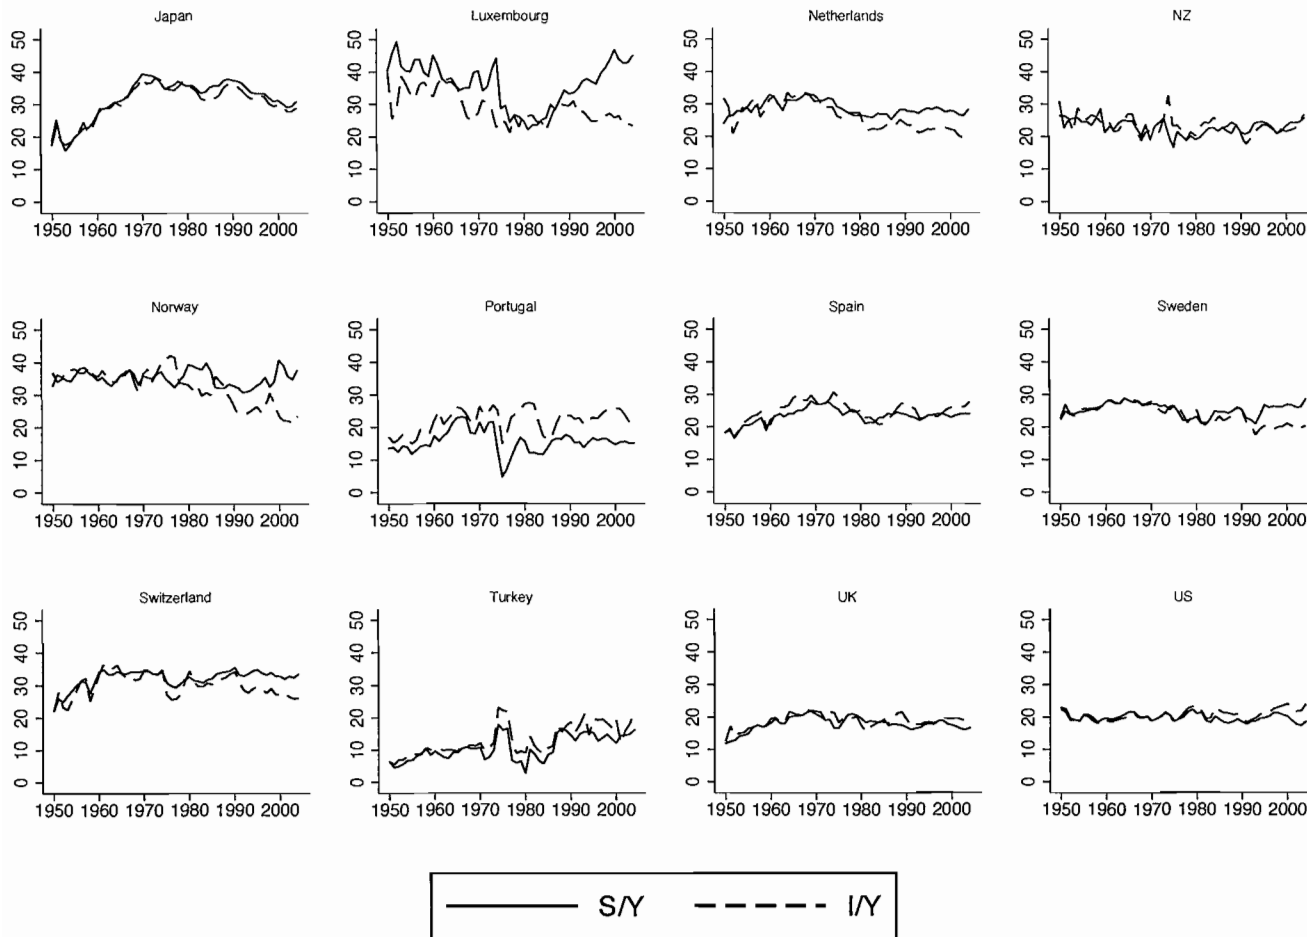 Japan Luxembourg Netherlands NZ
50 50 50 50
40 40 40 40
30 30 30 30
20 20 20 20
10 10 10 10
0 0 0 0
1950 1960 1970 1980 1990 2000 1950 1960 1970 1980 1990 2000 1950 1960 1970 1980 1990 2000 1950 1960 1970 1980 1990 2000
Norway Portugal Spain Sweden
50 50 50 50
40 40 40 40
30 30 30 30
20 20 20 20
10 10 10 10
0 0 0 0
1950 1960 1970 1980 1990 2000 1950 1960 1970 1980 1990 2000 1950 1960 1970 1980 1990 2000 1950 1960 1970 1980 1990 2000
Switzerland Turkey UK US
50 50 50 50
40 40 40 40
30 30 30 30
20 20 20 20
10 10 10 10
0 0 0 0
1950 1960 1970 1980 1990 2000 1950 1960 1970 1980 1990 2000 1950 1960 1970 1980 1990 2000 1950 1960 1970 1980 1990 2000
S/Y I/Y